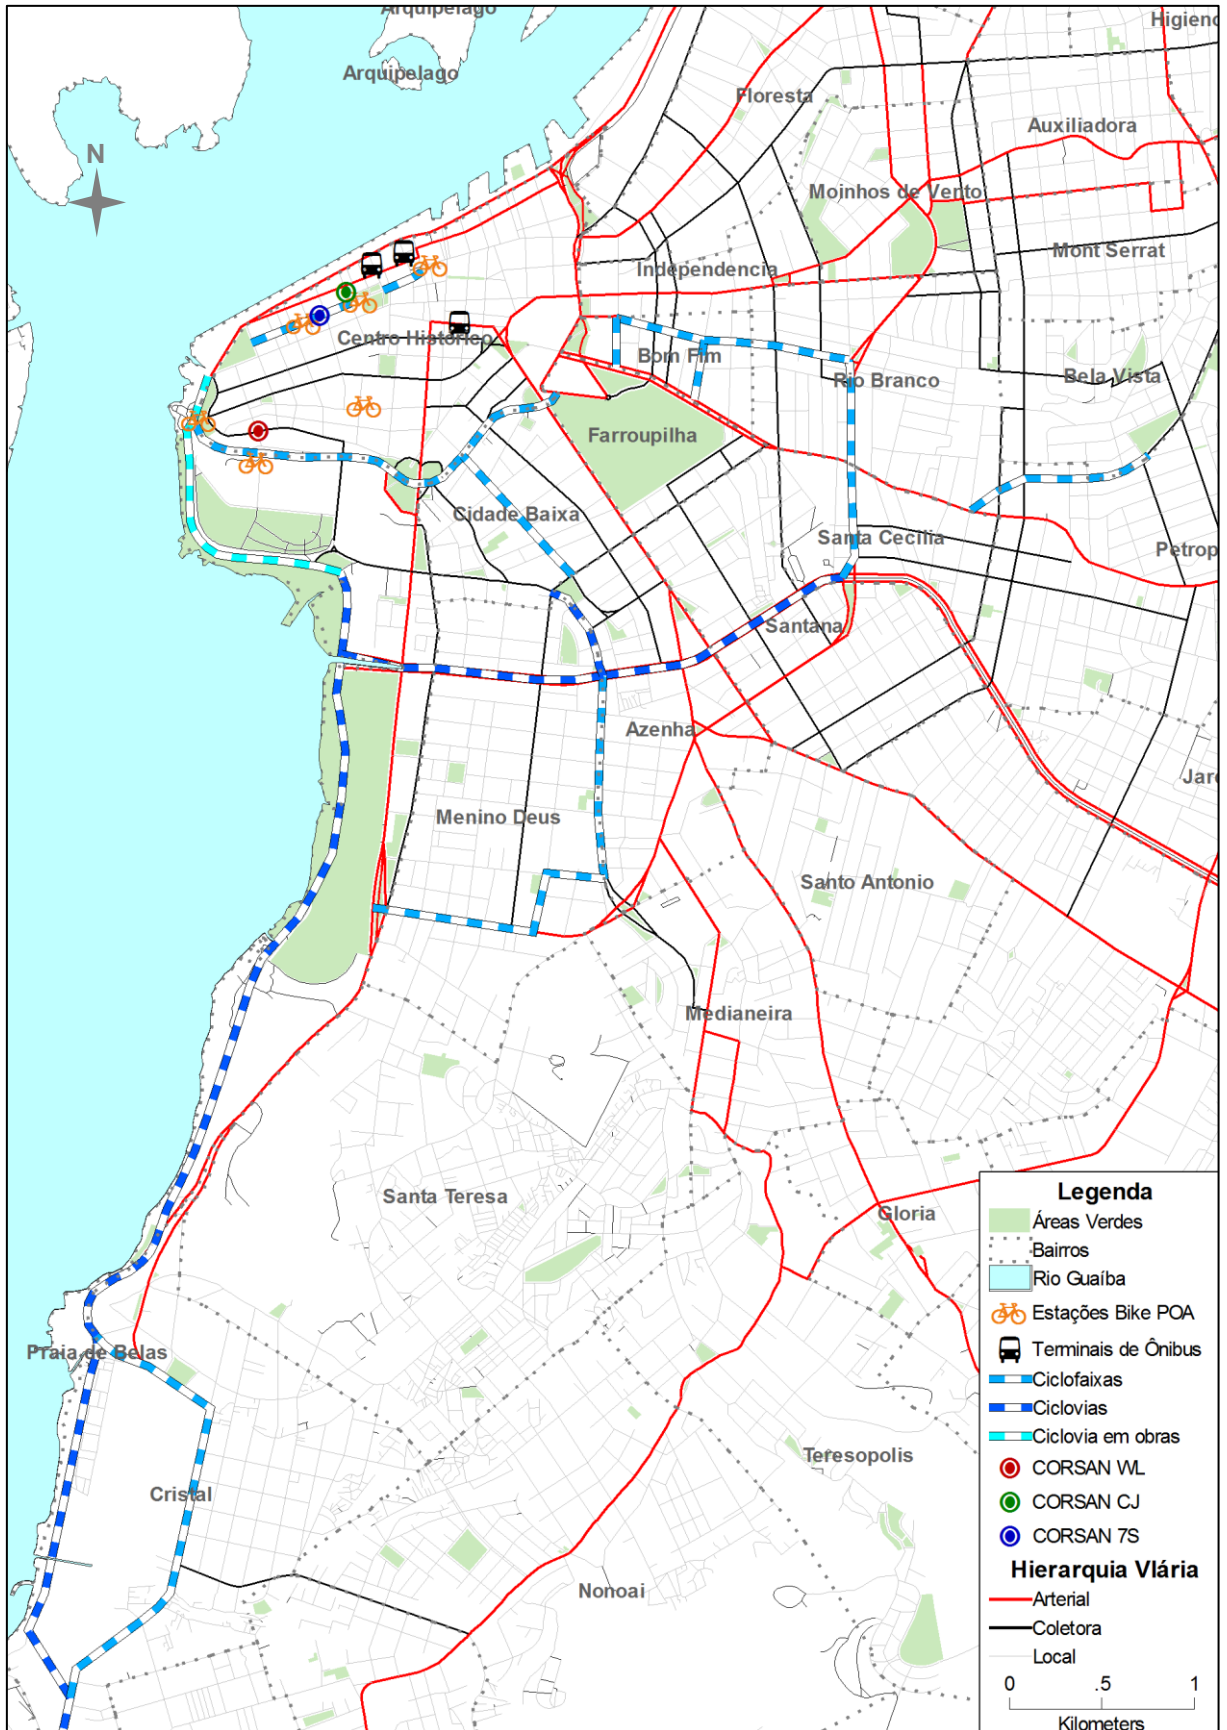 Arquipelago
Higieno
Arquipelago
Floresta
Auxiliadora
N
Moinhos de Vento
Mont Serrat
Independencia
Centro Histórico
Bom Fim
Rio Branco
Bela Vista
Farroupilha
Cidade Baixa
Santa Cecilia
Petrop
Santana
Azenha
Jard
Menino Deus
Santo Antonio
Medianeira
Santa Teresa
Gloria
Praia de Belas
Teresopolis
Cristal
Nonoai
Legenda
Áreas Verdes
Bairros
Rio Guaíba
Estações Bike POA
Terminais de Ônibus
Ciclofaixas
Ciclovias
Ciclovia em obras
CORSAN WL
CORSAN CJ
CORSAN 7S
Hierarquia Vlária
Arterial
Coletora
Local
0 .5 1
Kilometers